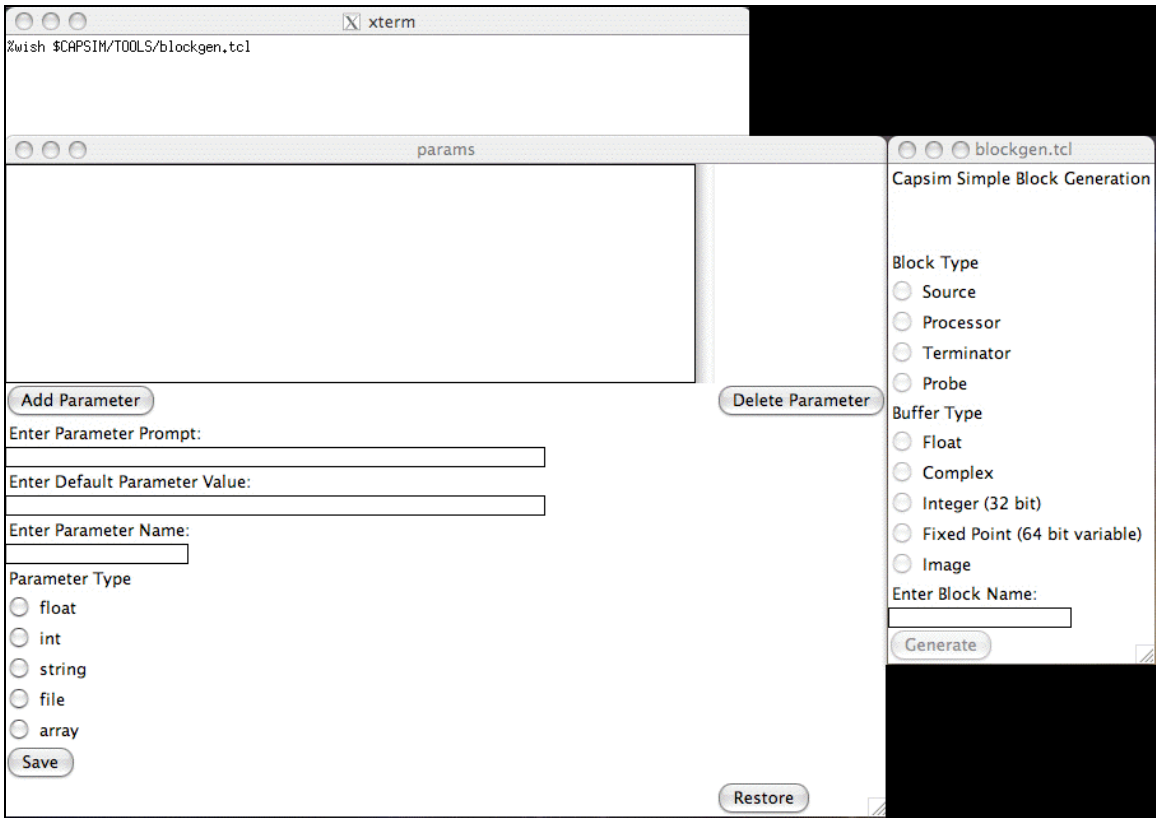 xterm
%wish $CAPSIM/TOOLS/blockgen.tcl
params
Add Parameter
Delete Parameter
Enter Parameter Prompt:
Enter Default Parameter Value:
Enter Parameter Name:
Parameter Type
float
int
string
file
array
Save
Restore
blockgen.tcl
Capsim Simple Block Generation
Block Type
Source
Processor
Terminator
Probe
Buffer Type
Float
Complex
Integer (32 bit)
Fixed Point (64 bit variable)
Image
Enter Block Name:
Generate